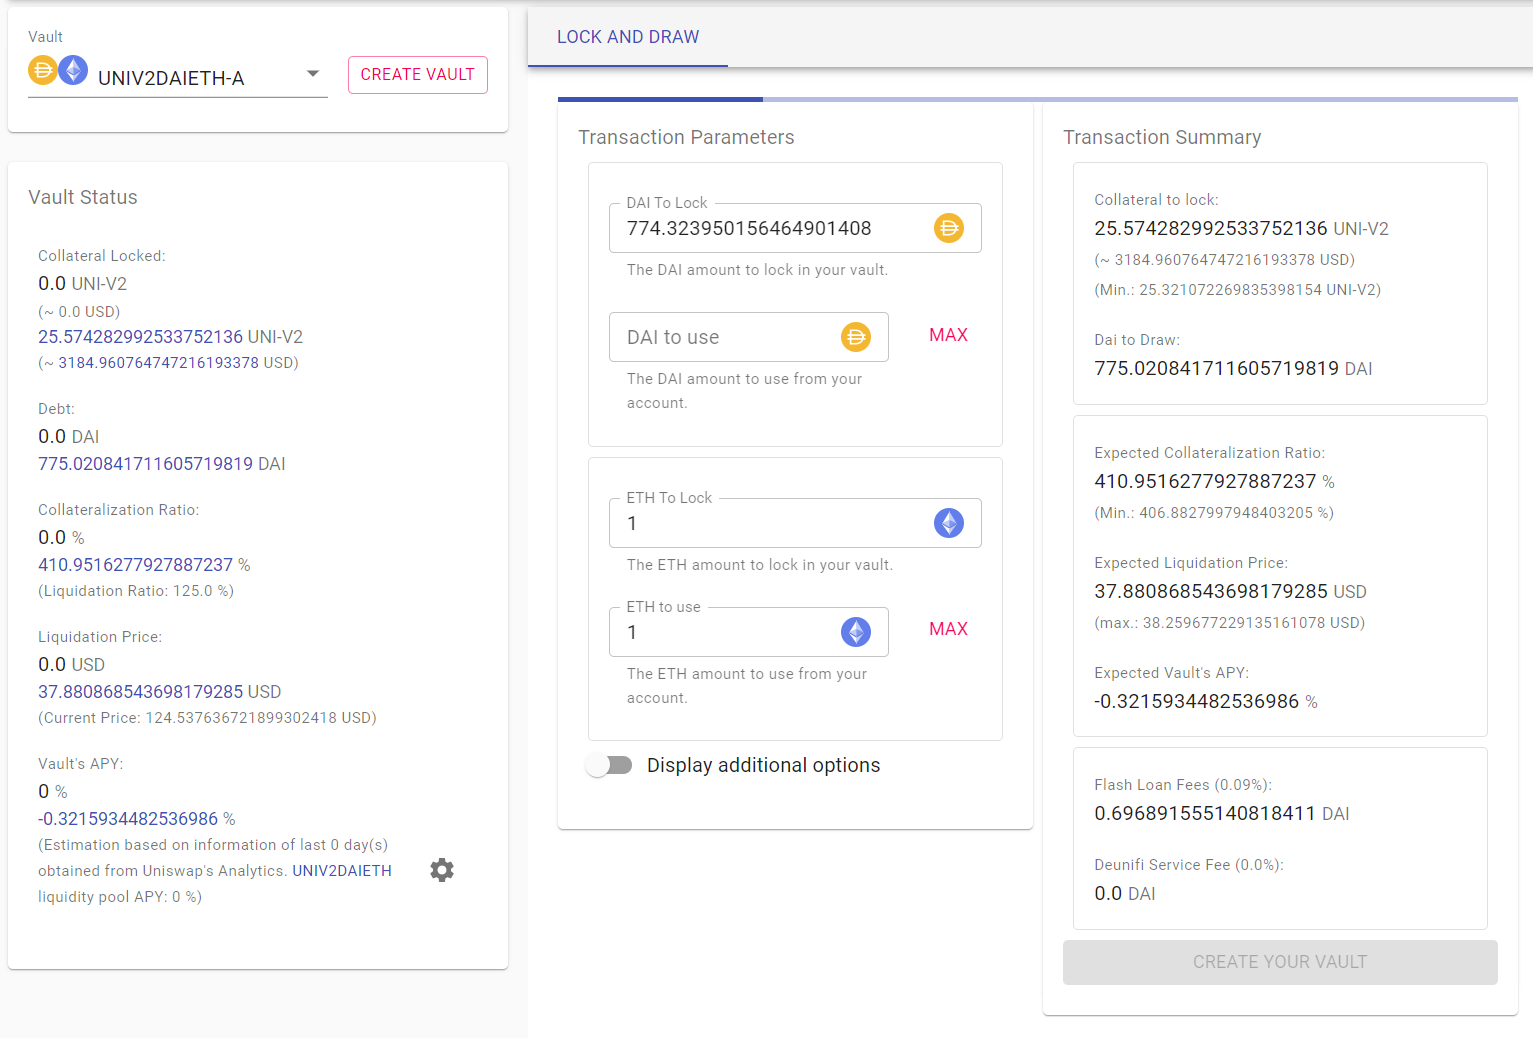 Vault
UNIV2DAIETH-A
CREATE VAULT
Vault Status
Collateral Locked:
0.0 UNI-V2
(~ 0.0 USD)
25.574282992533752136 UNI-V2
(~ 3184.960764747216193378 USD)
Debt:
0.0 DAI
775.020841711605719819 DAI
Collateralization Ratio:
0.0 %
410.9516277927887237 %
(Liquidation Ratio: 125.0 %)
Liquidation Price:
0.0 USD
37.880868543698179285 USD
(Current Price: 124.537636721899302418 USD)
Vault's APY:
0 %
-0.3215934482536986 %
(Estimation based on information of last 0 day(s)
obtained from Uniswap's Analytics. UNIV2DAIETH
liquidity pool APY: 0 %)
LOCK AND DRAW
Transaction Parameters
DAI To Lock
774.323950156464901408
The DAI amount to lock in your vault.
DAI to use
MAX
The DAI amount to use from your
account.
ETH To Lock
1
The ETH amount to lock in your vault.
ETH to use
1
MAX
The ETH amount to use from your
account.
Display additional options
Transaction Summary
Collateral to lock:
25.574282992533752136 UNI-V2
(~ 3184.960764747216193378 USD)
(Min.: 25.321072269835398154 UNI-V2)
Dai to Draw:
775.020841711605719819 DAI
Expected Collateralization Ratio:
410.9516277927887237 %
(Min.: 406.8827997948403205 %)
Expected Liquidation Price:
37.880868543698179285 USD
(max.: 38.259677229135161078 USD)
Expected Vault's APY:
-0.3215934482536986 %
Flash Loan Fees (0.09%):
0.696891555140818411 DAI
Deunifi Service Fee (0.0%):
0.0 DAI
CREATE YOUR VAULT